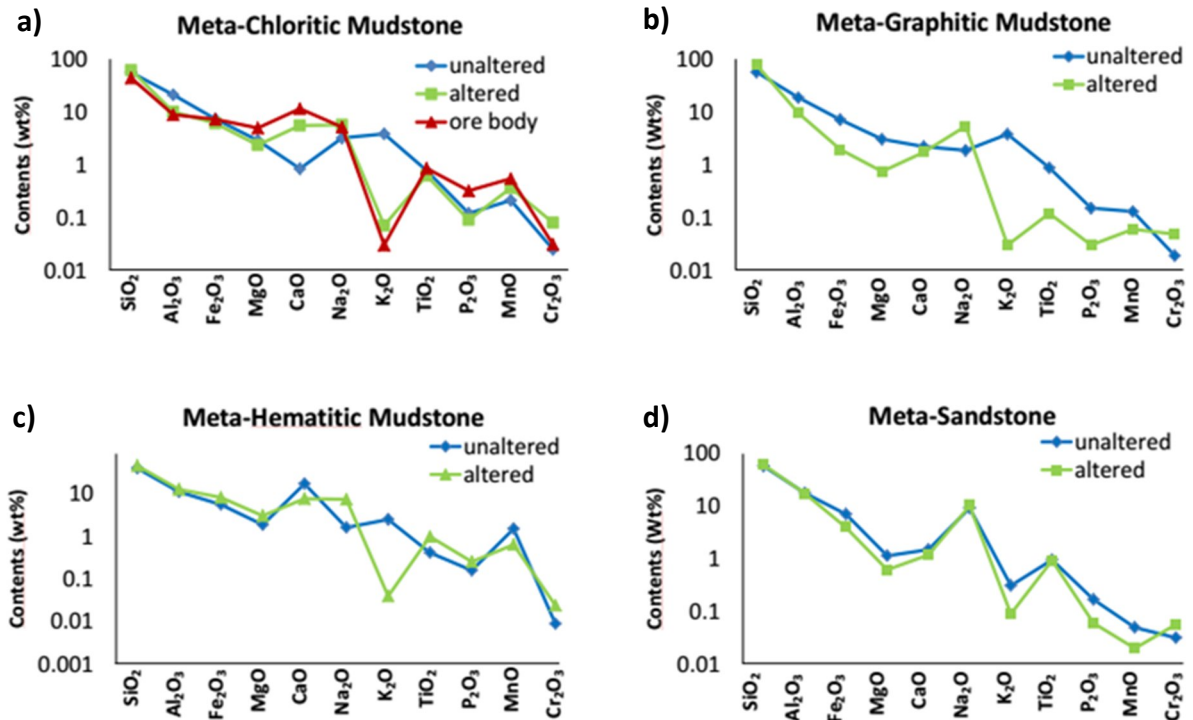 a)
Meta-Chloritic Mudstone
unaltered
altered
ore body
Contents (wt%)
100
10
1
0.1
0.01
SiO₂
Al₂O₃
Fe₂O₃
MgO
CaO
Na₂O
K₂O
TiO₂
P₂O₃
MnO
Cr₂O₃
b)
Meta-Graphitic Mudstone
unaltered
altered
Contents (Wt%)
100
10
1
0.1
0.01
SiO₂
Al₂O₃
Fe₂O₃
MgO
CaO
Na₂O
K₂O
TiO₂
P₂O₃
MnO
Cr₂O₃
c)
Meta-Hematitic Mudstone
unaltered
altered
Contents (wt%)
10
1
0.1
0.01
0.001
SiO₂
Al₂O₃
Fe₂O₃
MgO
CaO
Na₂O
K₂O
TiO₂
P₂O₃
MnO
Cr₂O₃
d)
Meta-Sandstone
unaltered
altered
Contents (Wt%)
100
10
1
0.1
0.01
SiO₂
Al₂O₃
Fe₂O₃
MgO
CaO
Na₂O
K₂O
TiO₂
P₂O₃
MnO
Cr₂O₃